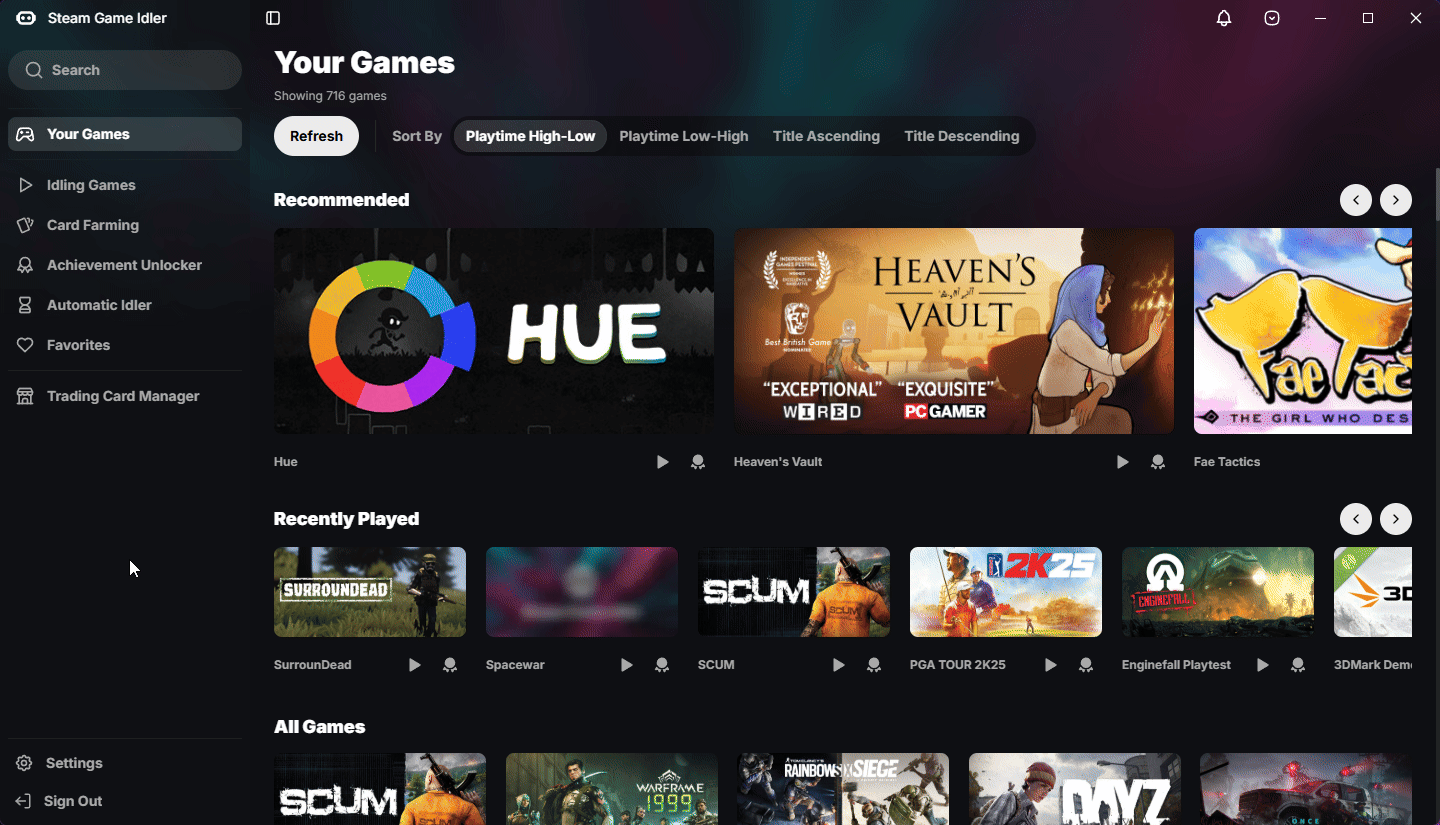 Steam Game Idler
Search
Your Games
Idling Games
Card Farming
Achievement Unlocker
Automatic Idler
Favorites
Trading Card Manager
Settings
Sign Out
Your Games
Showing 716 games
Refresh
Sort By
Playtime High-Low
Playtime Low-High
Title Ascending
Title Descending
Recommended
HUE
INDEPENDENT
GAMES FESTIVAL
WINNER
EXCELLENCE IN
NARRATIVE
Best British Game
NOMINATED
HEAVEN'S
VAULT
"EXCEPTIONAL"
WIRED
"EXQUISITE"
PC GAMER
Fae Tac
THE GIRL WHO DES
Hue
Heaven's Vault
Fae Tactics
Recently Played
SURROUNDEAD
SCUM
SCUM
PGA TOUR
2K25
ENGINEFALL
3D
SurrounDead
Spacewar
SCUM
PGA TOUR 2K25
Enginefall Playtest
3DMark Dem
All Games
SCUM
SCUM
WARFRAME
1999
TOM CLANCY'S
RAINBOW SIX SIEGE
DAYZ
ONCE